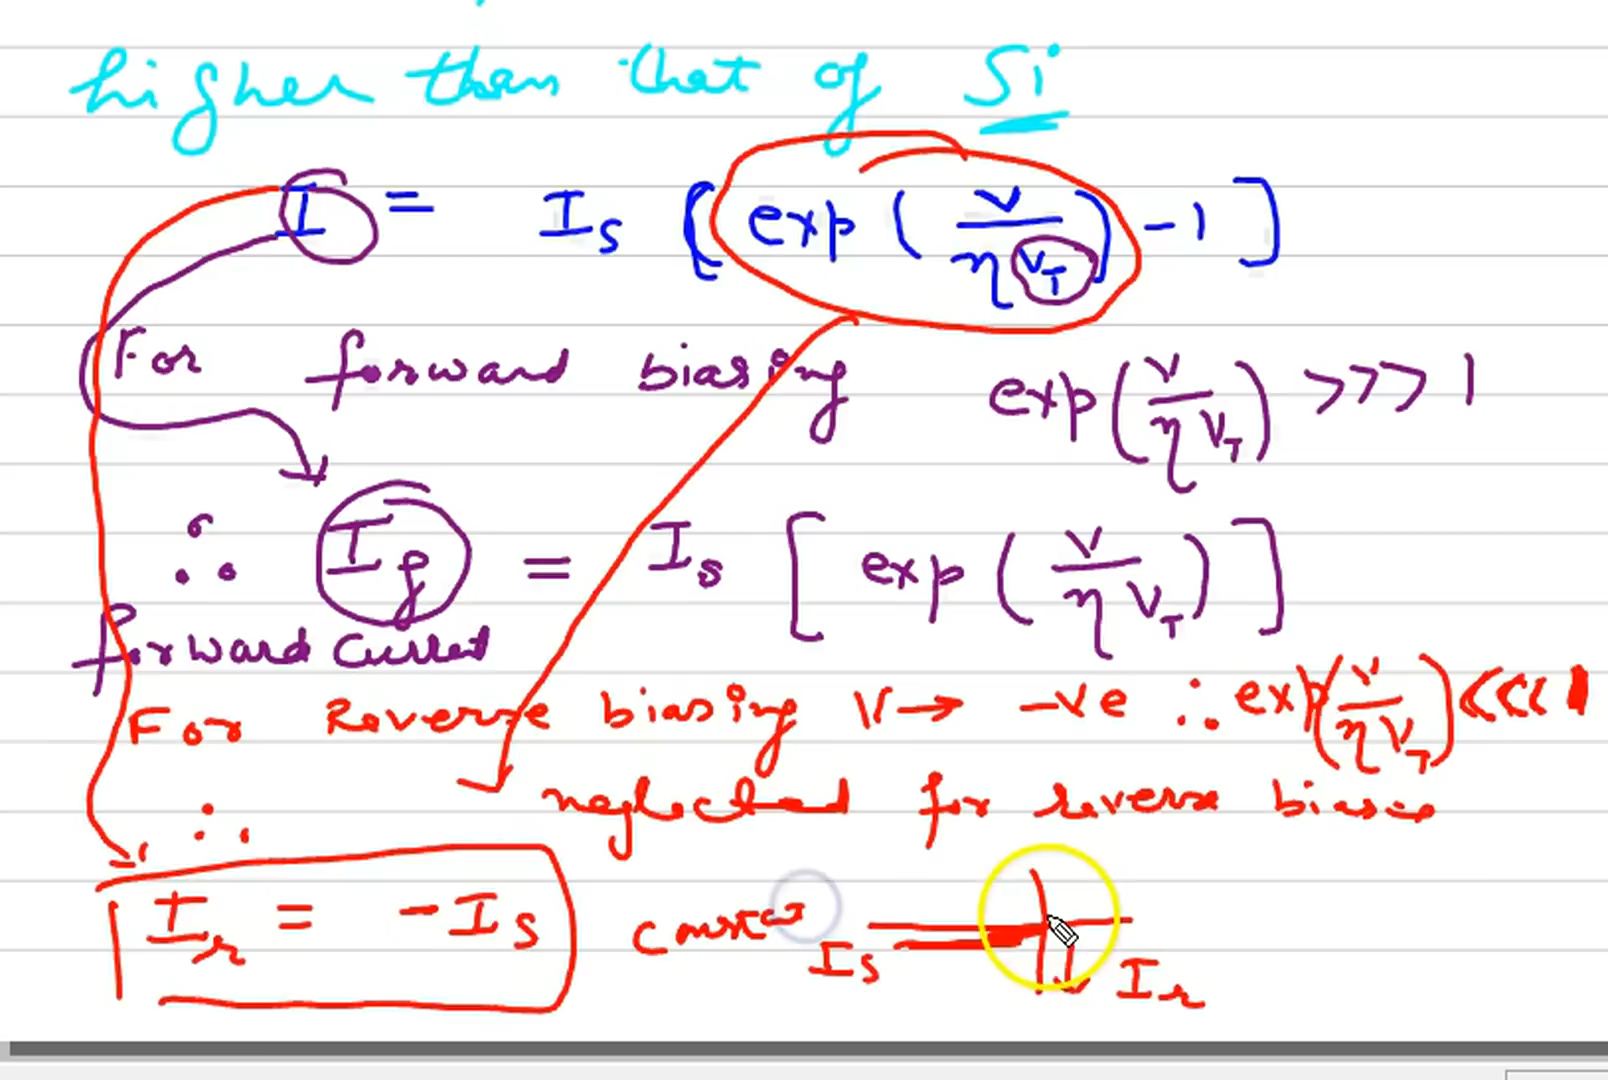 higher than that of Si
I = Is [exp(V/ηVT) -1]
For forward biasing exp(V/ηVT) >>> 1
∴ If = Is [exp(V/ηVT)]
forward current
For Reverse biasing V → -ve ∴ exp(V/ηVT) <<< 1
neglected for reverse biasing
∴
Ir = -Is
Is Ir